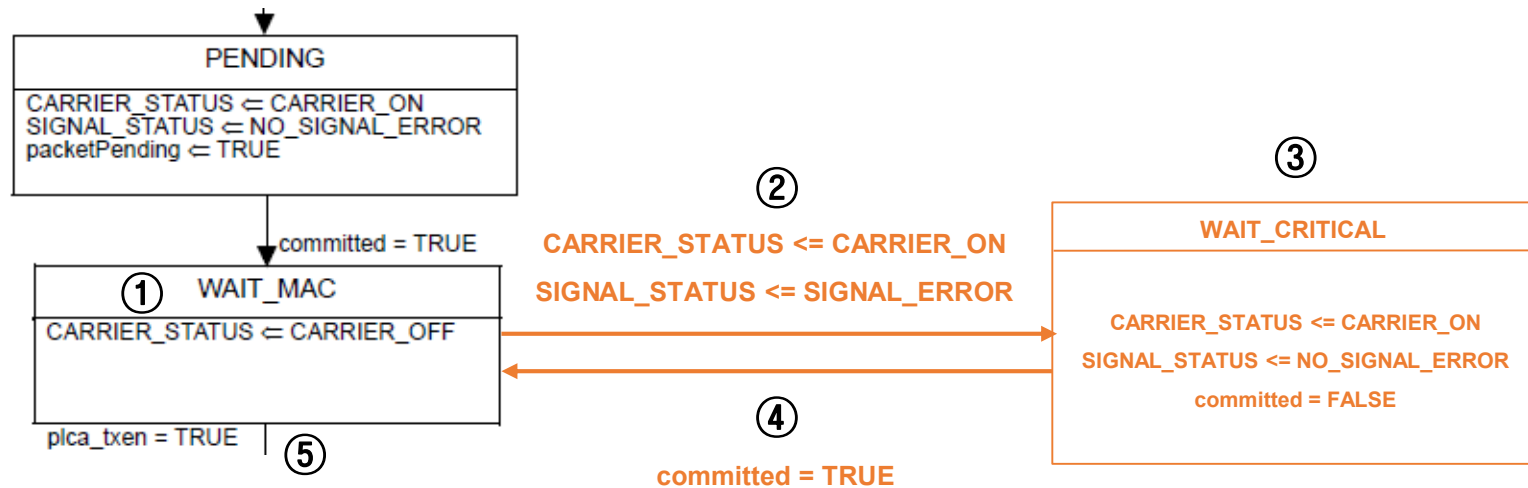 PENDING
CARRIER_STATUS ⇐ CARRIER_ON
SIGNAL_STATUS ⇐ NO_SIGNAL_ERROR
packetPending ⇐ TRUE
committed = TRUE
① WAIT_MAC
CARRIER_STATUS ⇐ CARRIER_OFF
plca_txen = TRUE
⑤
②
CARRIER_STATUS <= CARRIER_ON
SIGNAL_STATUS <= SIGNAL_ERROR
③
WAIT_CRITICAL
CARRIER_STATUS <= CARRIER_ON
SIGNAL_STATUS <= NO_SIGNAL_ERROR
committed = FALSE
④
committed = TRUE